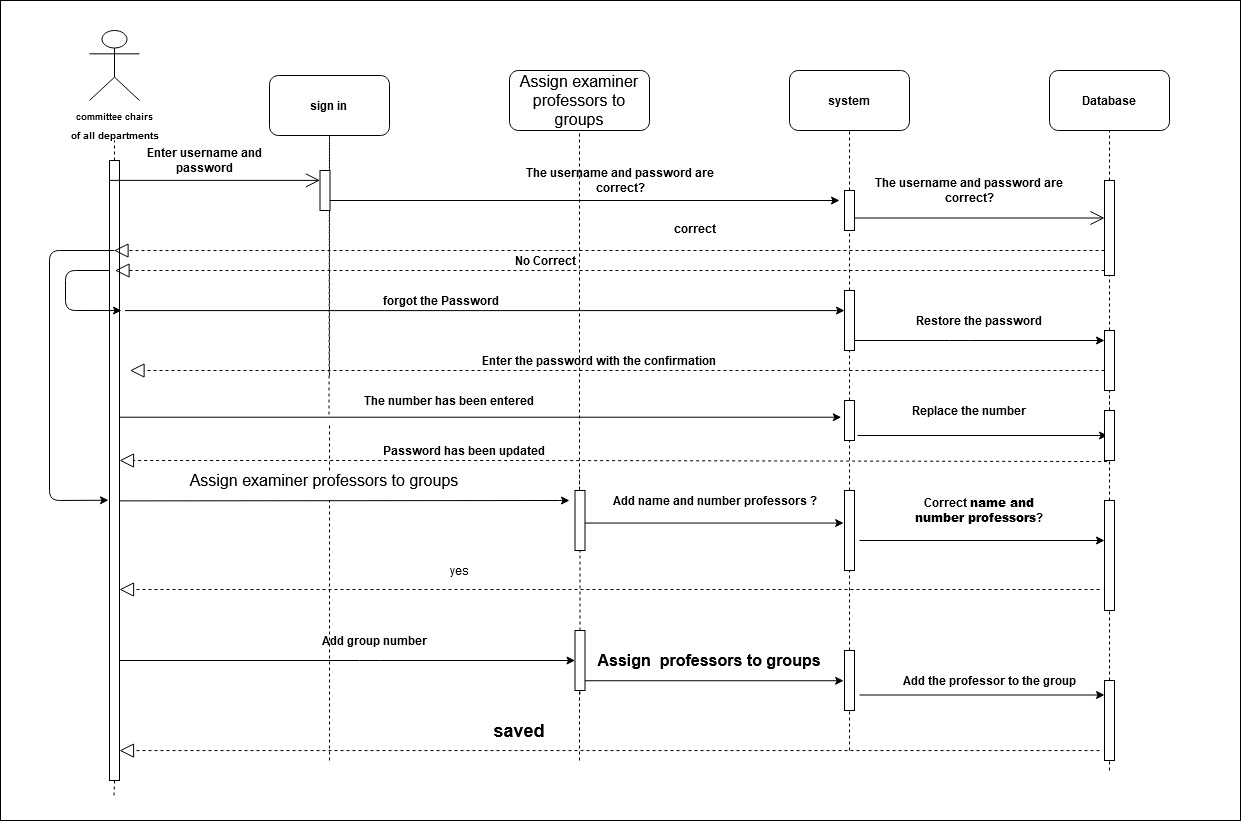 committee chairs
of all departments
sign in
Assign examiner
professors to
groups
system
Database
Enter username and
password
The username and password are
correct?
The username and password are
correct?
correct
No Correct
forgot the Password
Restore the password
Enter the password with the confirmation
The number has been entered
Replace the number
Password has been updated
Assign examiner professors to groups
Add name and number professors ?
Correct name and
number professors?
yes
Add group number
Assign professors to groups
Add the professor to the group
saved